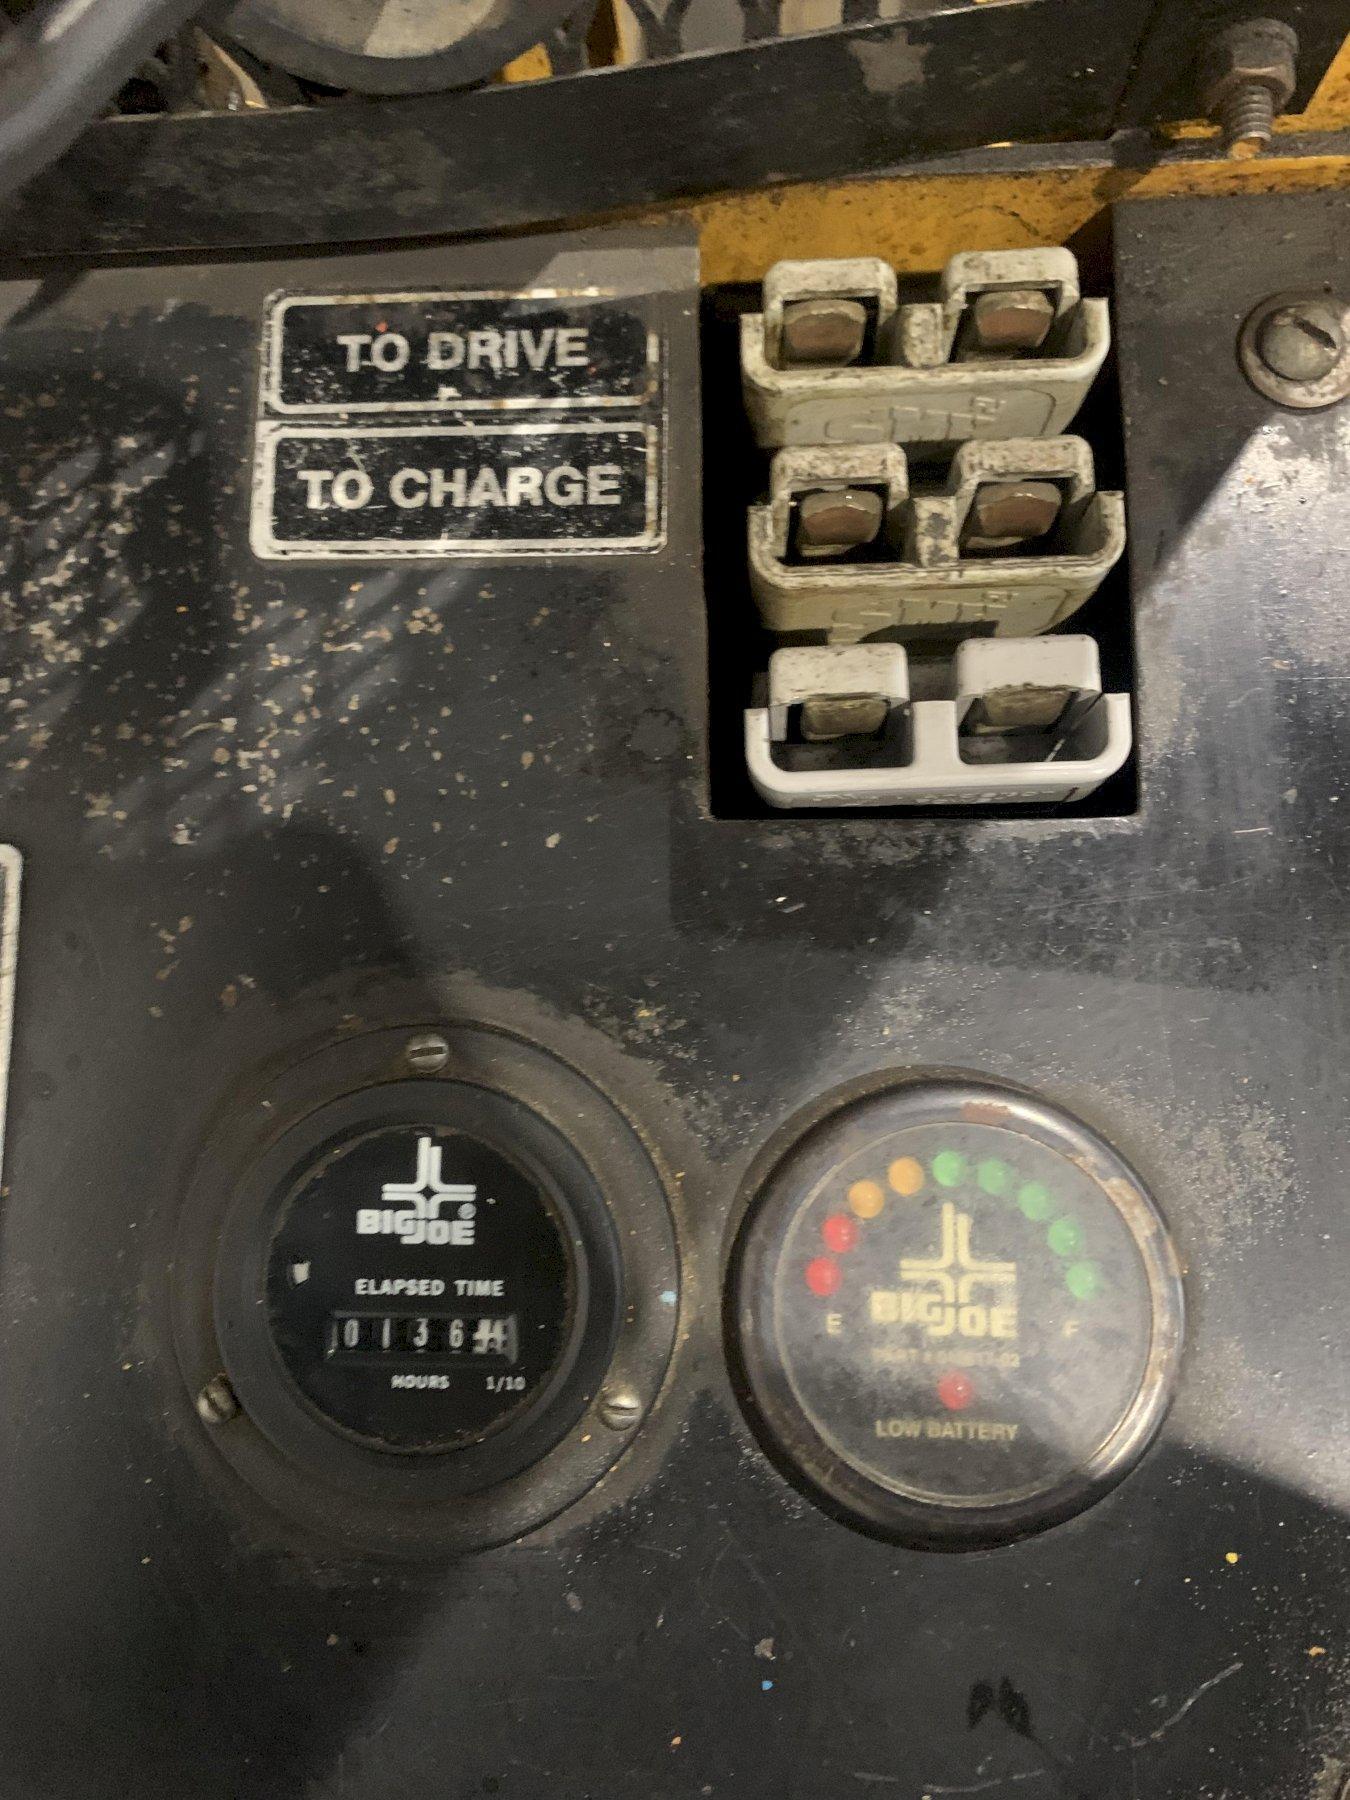 TO DRIVE
TO CHARGE
BIG JOE ®
ELAPSED TIME
0 1 3 6
HOURS 1/10
E F
BIG JOE
LOW BATTERY